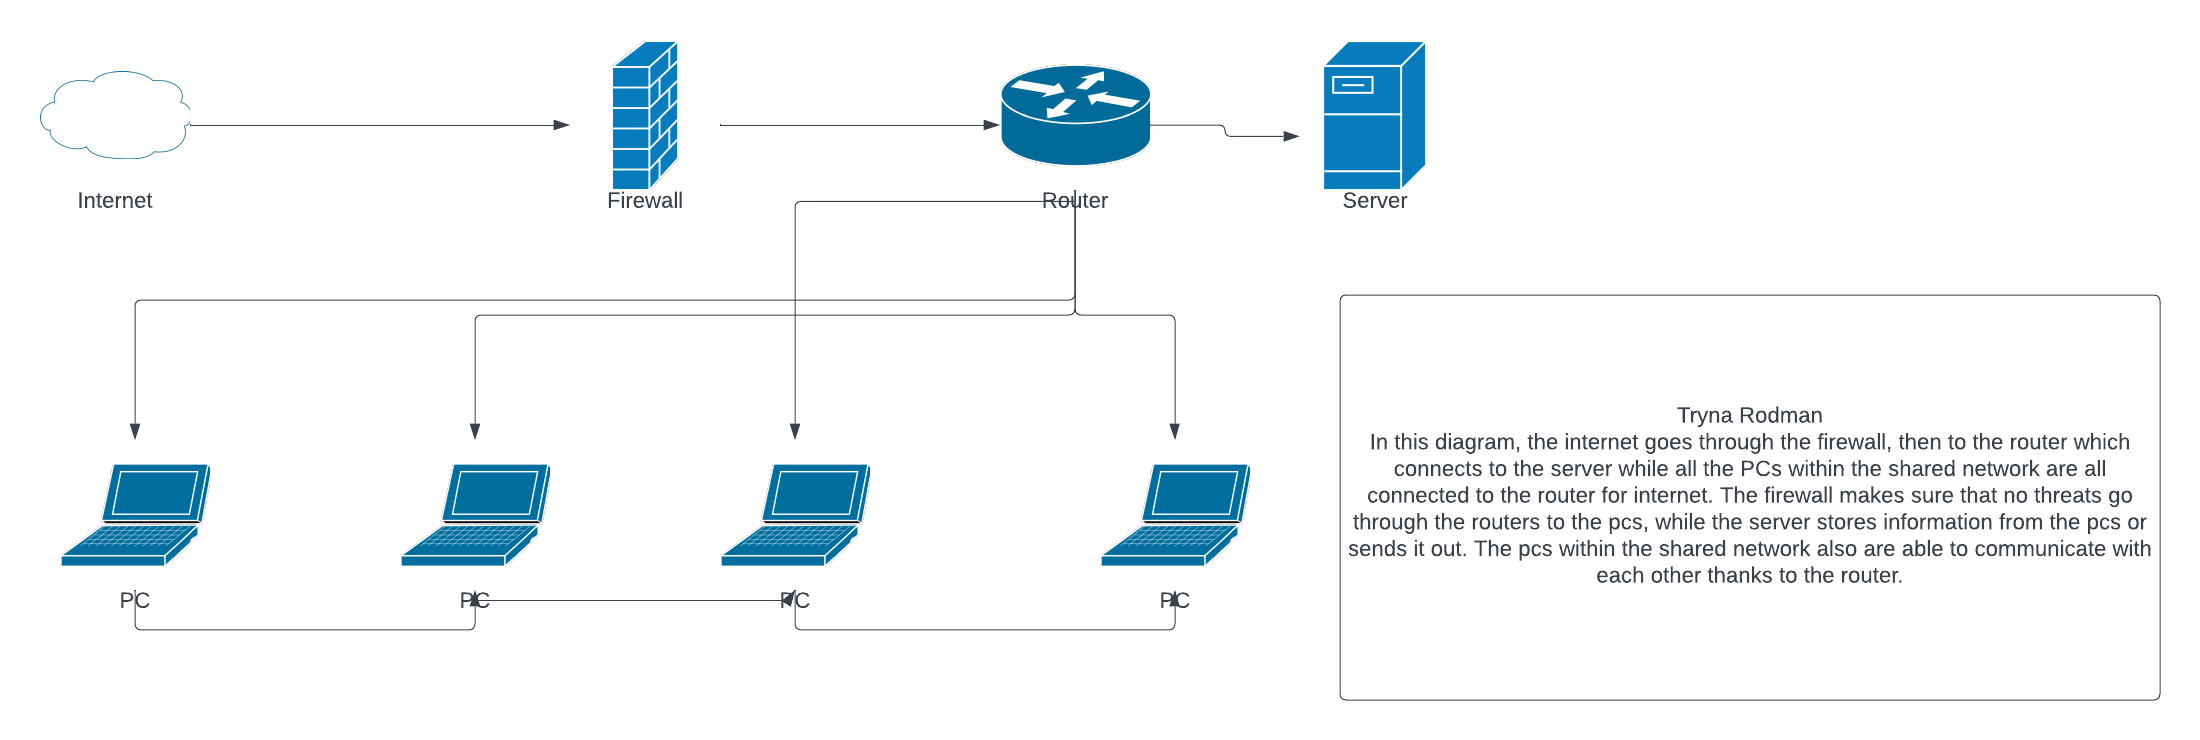 Internet
Firewall
Router
Server
Tryna Rodman
In this diagram, the internet goes through the firewall, then to the router which
connects to the server while all the PCs within the shared network are all
connected to the router for internet. The firewall makes sure that no threats go
through the routers to the pcs, while the server stores information from the pcs or
sends it out. The pcs within the shared network also are able to communicate with
each other thanks to the router.
PC
PC
PC
PC